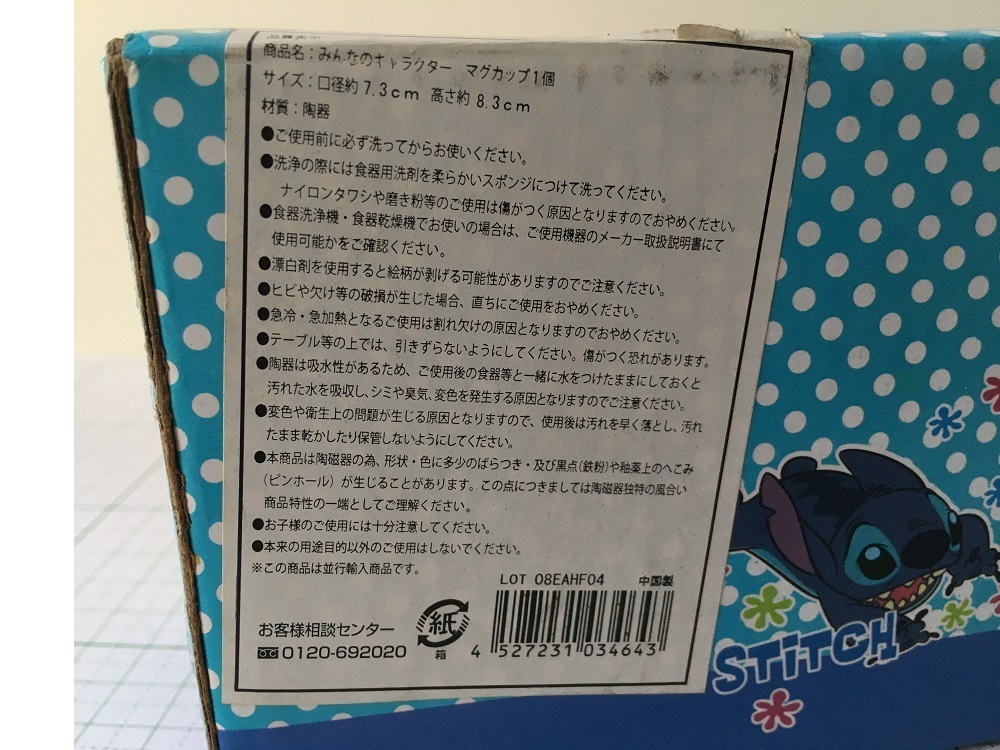 品質表示
商品名：みんなのキャラクター　マグカップ1個
サイズ：口径約7.3cm 高さ約8.3cm
材質：陶器
●ご使用前に必ず洗ってからお使いください。
●洗浄の際には食器用洗剤を柔らかいスポンジにつけて洗ってください。
ナイロンタワシや磨き粉等のご使用は傷がつく原因となりますのでおやめください。
●食器洗浄機・食器乾燥機でお使いの場合は、ご使用機器のメーカー取扱説明書にて
使用可能かをご確認ください。
●漂白剤を使用すると絵柄が剥げる可能性がありますのでご注意ください。
●ヒビや欠け等の破損が生じた場合、直ちにご使用をおやめください。
●急冷・急加熱となるご使用は割れ欠けの原因となりますのでおやめください。
●テーブル等の上では、引きずらないようにしてください。傷がつく恐れがあります。
●陶器は吸水性があるため、ご使用後の食器等と一緒に水をつけたままにしておくと
汚れた水を吸収し、シミや臭気、変色を発生する原因となりますのでご注意ください。
●変色や衛生上の問題が生じる原因となりますので、使用後は汚れを早く落とし、汚れ
たまま乾かしたり保管しないようにしてください。
●本商品は陶磁器の為、形状・色に多少のばらつき・及び黒点(鉄粉)や釉薬上のへこみ
（ピンホール）が生じることがあります。この点につきましては陶磁器独特の風合い
商品特性の一端としてご理解ください。
●お子様のご使用には十分注意してください。
●本来の用途目的以外のご使用はしないでください。
※この商品は並行輸入商品です。
LOT 08EAHF04 中国製
お客様相談センター
0120-692020
紙
箱
4 527231 034643
STITCH